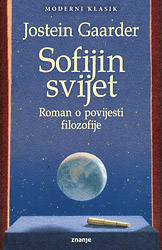 MODERNI KLASIK
Jostein Gaarder
Sofijin
svijet
Roman o povijesti
filozofije
znanje